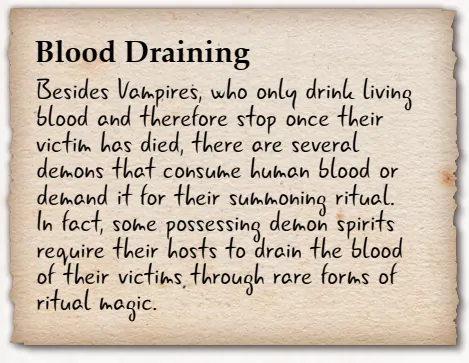 Blood Draining
Besides Vampires, who only drink living
blood and therefore stop once their
victim has died, there are several
demons that consume human blood or
demand it for their summoning ritual.
In fact, some possessing demon spirits
require their hosts to drain the blood
of their victims through rare forms of
ritual magic.